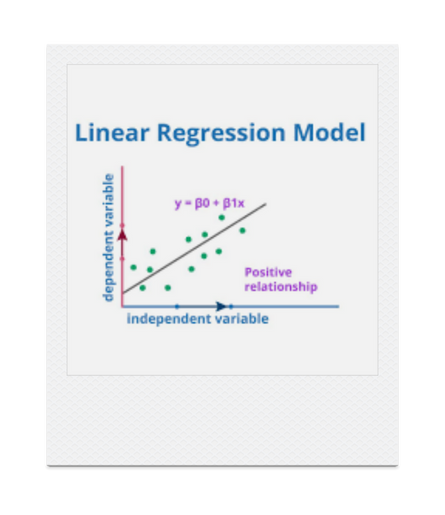 Linear Regression Model
dependent variable
y = β0 + β1x
Positive
relationship
independent variable